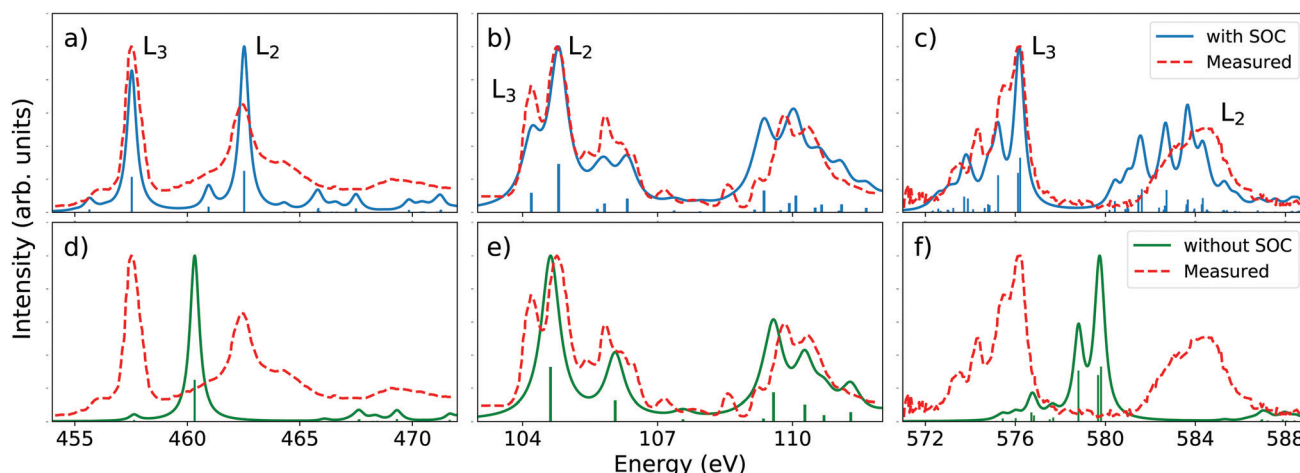 a)
L3
L2
b)
L3
L2
c)
L3
L2
with SOC
Measured
Intensity (arb. units)
d)
e)
f)
without SOC
Measured
455 460 465 470 104 107 110 572 576 580 584 588
Energy (eV)